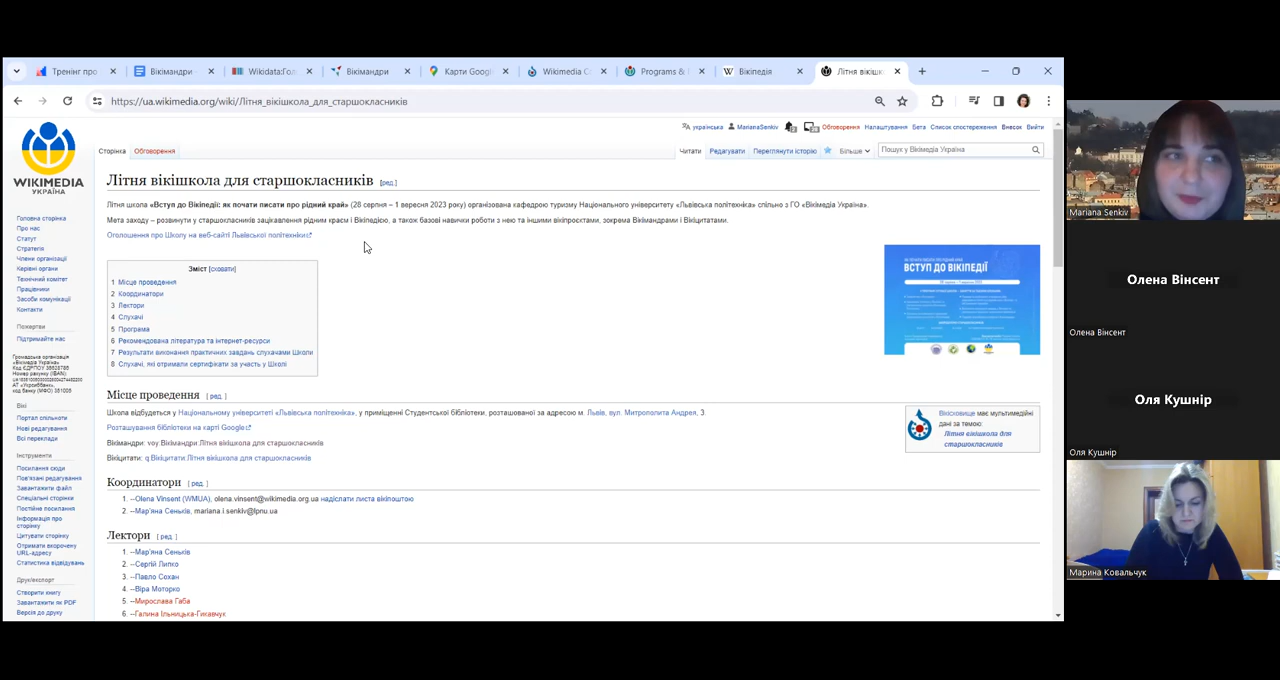 Тренінг про
Вікімандри
Wikidata:Гол
Вікімандри
Карти Googl
Wikimedia C
Programs &
Вікіпедія
Літня вікішк
https://ua.wikimedia.org/wiki/Літня_вікішкола_для_старшокласників
українська MarianaSenkiv Обговорення Налаштування Бета Список спостереження Внесок Вийти
Сторінка Обговорення Читати Редагувати Переглянути історію Більше Пошук у Вікімедіа Україна
WIKIMEDIA
УКРАЇНА
Літня вікішкола для старшокласників [ред.]
Літня школа «Вступ до Вікіпедії: як почати писати про рідний край» (28 серпня – 1 вересня 2023 року) організована кафедрою туризму Національного університету «Львівська політехніка» спільно з ГО «Вікімедіа Україна».
Мета заходу – розвинути у старшокласників зацікавлення рідним краєм і Вікіпедією, а також базові навички роботи з нею та іншими вікіпроєктами, зокрема Вікімандрами і Вікіцитатами.
Оголошення про Школу на веб-сайті Львівської політехніки
Зміст [сховати]
1 Місце проведення
2 Координатори
3 Лектори
4 Слухачі
5 Програма
6 Рекомендована література та інтернет-ресурси
7 Результати виконання практичних завдань слухачами Школи
8 Слухачі, які отримали сертифікати за участь у Школі
ВСТУП ДО ВІКІПЕДІЇ
Місце проведення [ред.]
Школа відбудеться у Національному університеті «Львівська політехніка», у приміщенні Студентської бібліотеки, розташованої за адресою м. Львів, вул. Митрополита Андрея, 3.
Розташування бібліотеки на карті Google
Вікімандри: voy:Вікімандри:Літня вікішкола для старшокласників
Вікіцитати: q:Вікіцитати:Літня вікішкола для старшокласників
Вікісховище має мультимедійні
дані за темою:
Літня вікішкола для
старшокласників
Координатори [ред.]
1. --Olena Vinsent (WMUA), olena.vinsent@wikimedia.org.ua надіслати листа вікіпоштою
2. --Мар'яна Сеньків, mariana.i.senkiv@lpnu.ua
Лектори [ред.]
1. --Мар'яна Сеньків
2. --Сергій Липко
3. --Павло Сохан
4. --Віра Моторко
5. --Мирослава Габа
6. --Галина Ільницька-Гикавчук
Головна сторінка
Про нас
Статут
Стратегія
Члени організації
Керівні органи
Технічний комітет
Працівники
Засоби комунікації
Контакти
Пожертви
Підтримайте нас
Громадська організація
«Вікімедіа Україна»
Вікі
Портал спільноти
Нові редагування
Всі переклади
Інструменти
Посилання сюди
Пов'язані редагування
Завантажити файл
Спеціальні сторінки
Постійне посилання
Інформація про
сторінку
Цитувати сторінку
Отримати вкорочену
URL-адресу
Статистика відвідувань
Друк/експорт
Створити книгу
Завантажити як PDF
Версія до друку
Mariana Senkiv
Олена Вінсент
Олена Вінсент
Оля Кушнір
Оля Кушнір
Марина Ковальчук